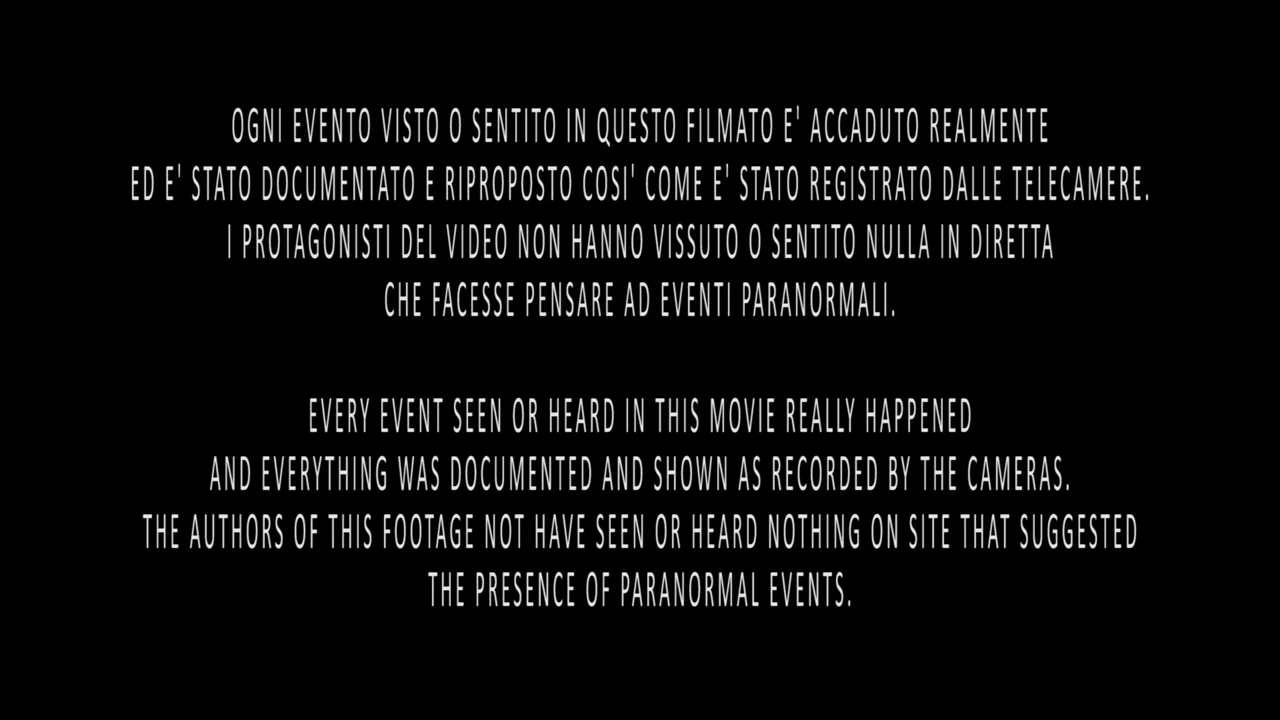 OGNI EVENTO VISTO O SENTITO IN QUESTO FILMATO E' ACCADUTO REALMENTE
ED E' STATO DOCUMENTATO E RIPROPOSTO COSI' COME E' STATO REGISTRATO DALLE TELECAMERE.
I PROTAGONISTI DEL VIDEO NON HANNO VISSUTO O SENTITO NULLA IN DIRETTA
CHE FACESSE PENSARE AD EVENTI PARANORMALI.
EVERY EVENT SEEN OR HEARD IN THIS MOVIE REALLY HAPPENED
AND EVERYTHING WAS DOCUMENTED AND SHOWN AS RECORDED BY THE CAMERAS.
THE AUTHORS OF THIS FOOTAGE NOT HAVE SEEN OR HEARD NOTHING ON SITE THAT SUGGESTED
THE PRESENCE OF PARANORMAL EVENTS.